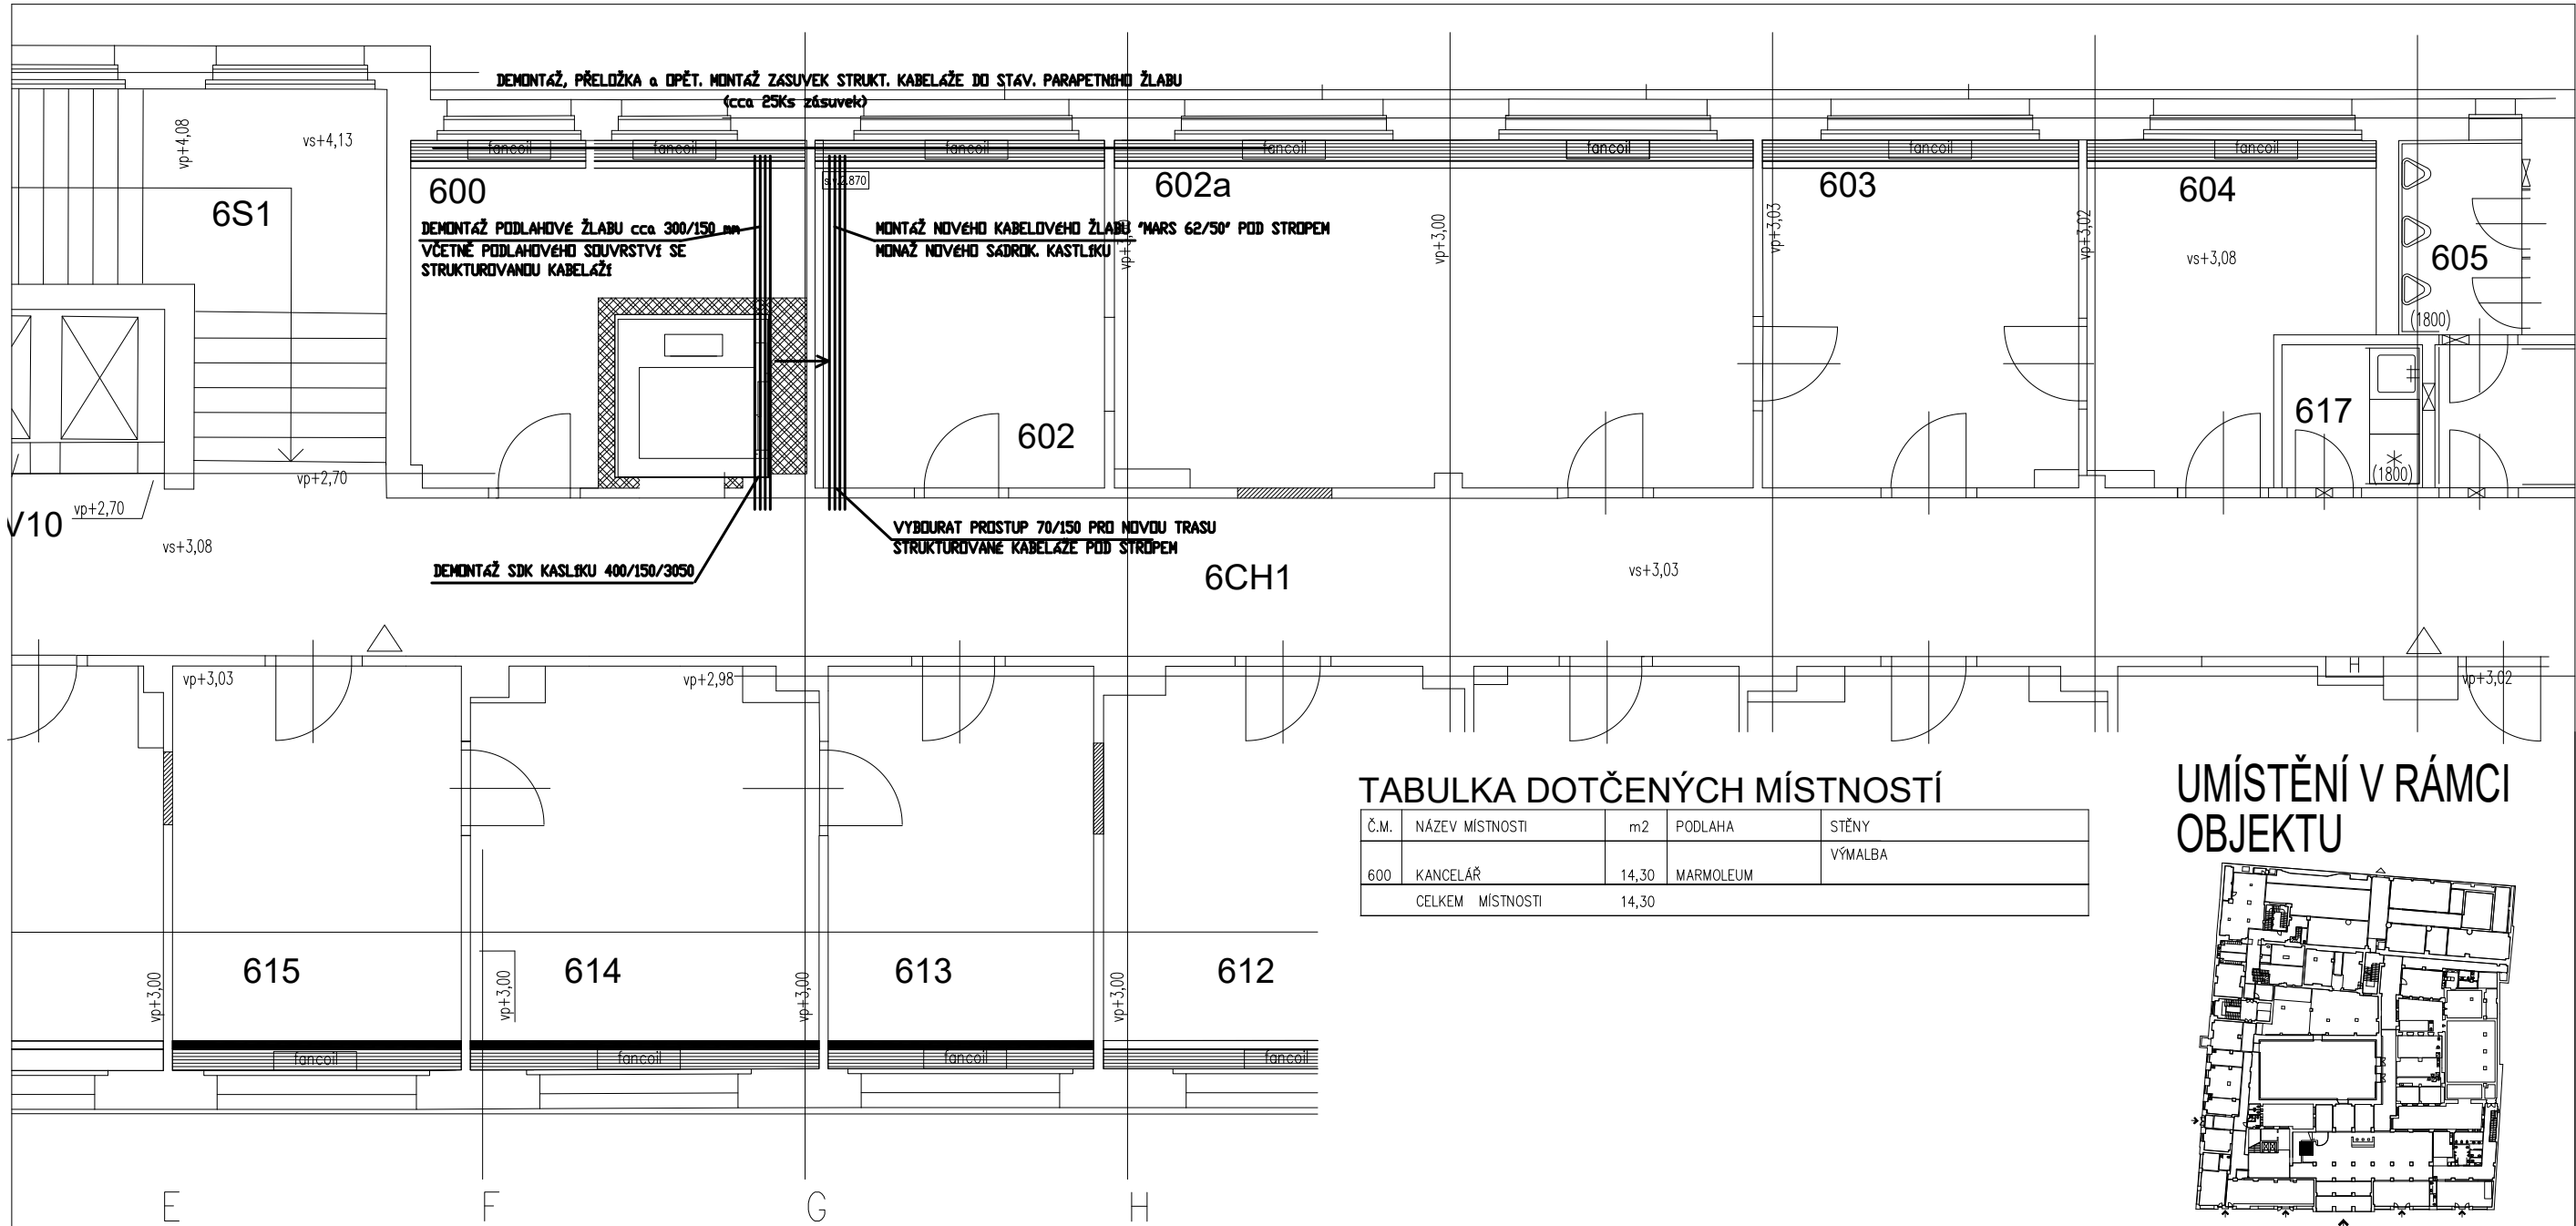 DEMONTÁŽ, PŘELOŽKA a OPĚT. MONTÁŽ ZÁSUVEK STRUKT. KABELÁŽE DO STÁV. PARAPETNÍHO ŽLABU
(cca 25Ks zásuvek)
vp+4,08
vs+4,13
fancoil
fancoil
fancoil
fancoil
fancoil
fancoil
fancoil
6S1
600
602a
603
604
605
DEMONTÁŽ PODLAHOVÉ ŽLABU cca 300/150 mm
VČETNĚ PODLAHOVÉHO SOUVRSTVÍ SE
STRUKTUROVANOU KABELÁŽÍ
MONTÁŽ NOVÉHO KABELOVÉHO ŽLABU "MARS 62/50" POD STROPEM
MONAŽ NOVÉHO SÁDROK. KASTLÍKU
vp+3,00
vp+3,03
vp+3,02
vs+3,08
(1800)
602
617
(1800)
vp+2,70
vp+2,70
V10
vs+3,08
VYBOURAT PROSTUP 70/150 PRO NOVOU TRASU
STRUKTUROVANÉ KABELÁŽE POD STROPEM
DEMONTÁŽ SDK KASLÍKU 400/150/3050
6CH1
vs+3,03
vp+3,03
vp+2,98
H
vp+3,02
TABULKA DOTČENÝCH MÍSTNOSTÍ
Č.M. NÁZEV MÍSTNOSTI m2 PODLAHA STĚNY
VÝMALBA
600 KANCELÁŘ 14,30 MARMOLEUM
CELKEM MÍSTNOSTI 14,30
UMÍSTĚNÍ V RÁMCI
OBJEKTU
615
614
613
612
vp+3,00
vp+3,00
vp+3,00
vp+3,00
fancoil
fancoil
fancoil
fancoil
E
F
G
H